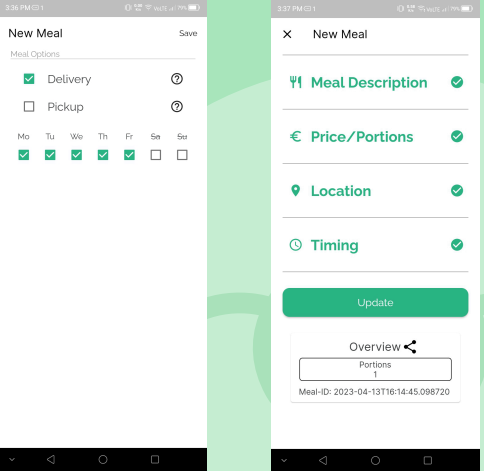 3:36 PM
1
79%
New Meal
Save
Meal Options
Delivery
Pickup
Mo Tu We Th Fr Sa Su
3:37 PM
1
79%
New Meal
Meal Description
Price/Portions
Location
Timing
Update
Overview
Portions
1
Meal-ID: 2023-04-13T16:14:45.098720